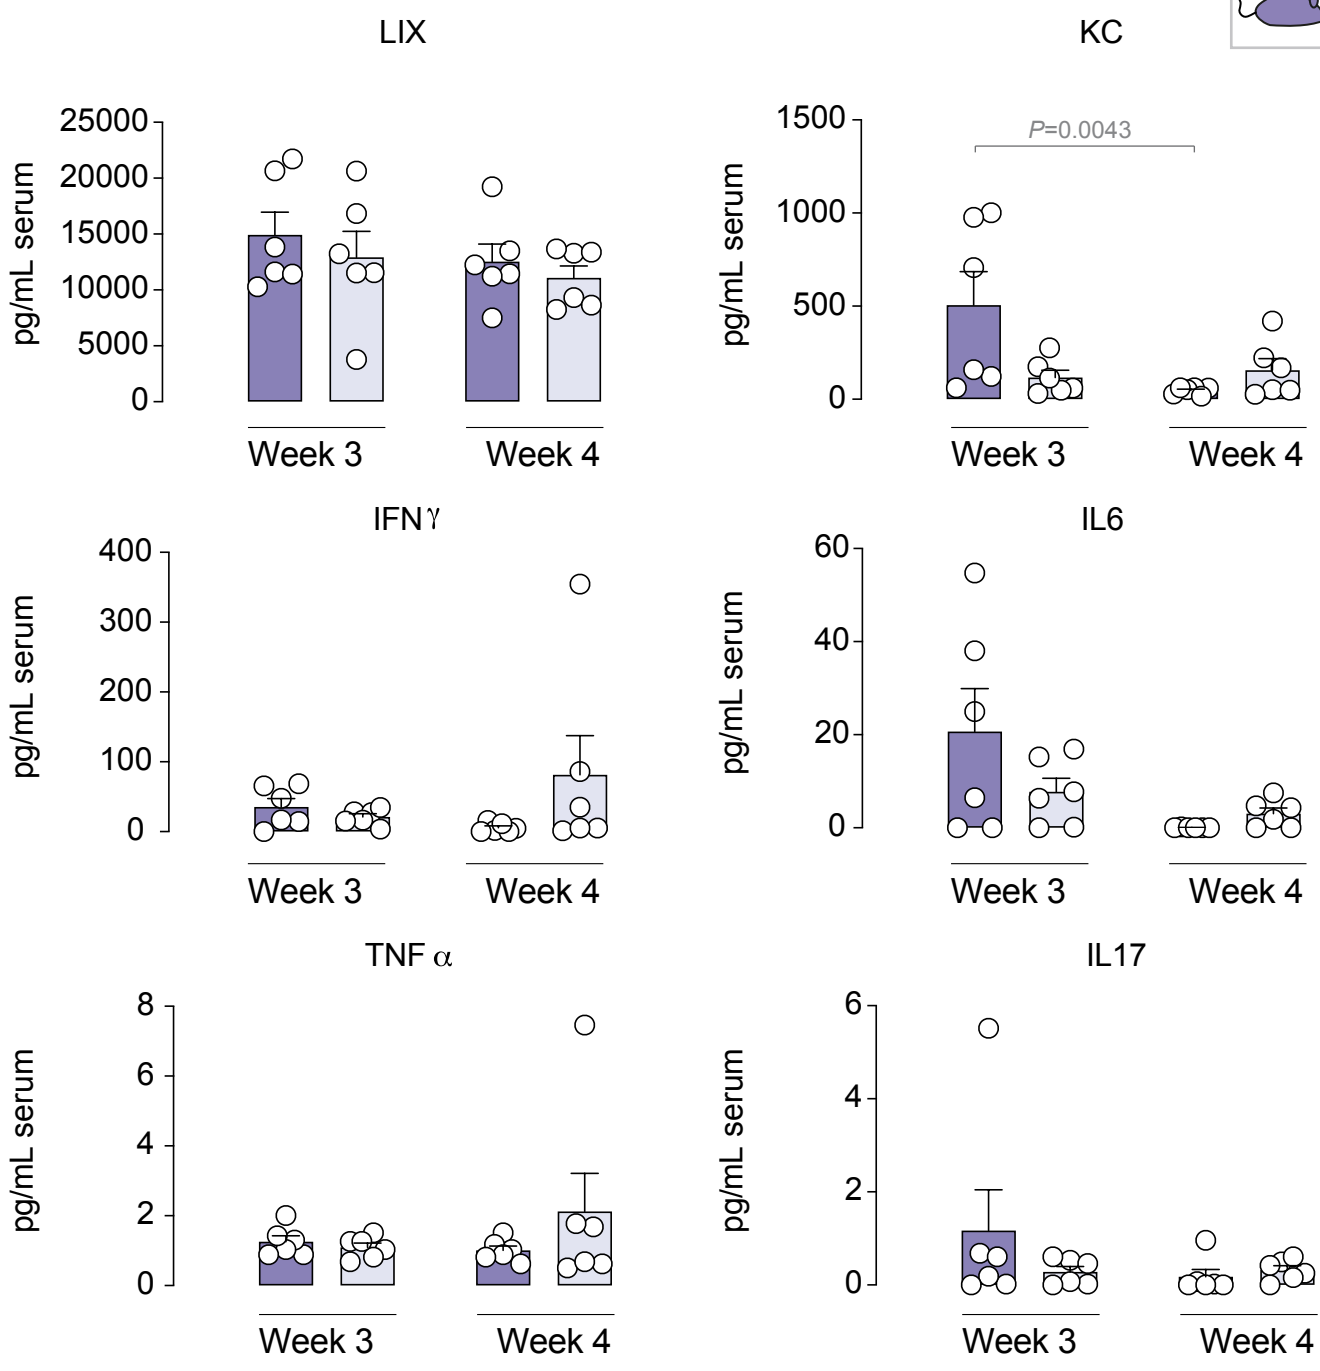 LIX
pg/mL serum
25000
20000
15000
10000
5000
0
Week 3
Week 4
KC
pg/mL serum
1500
1000
500
0
P=0.0043
Week 3
Week 4
IFNγ
pg/mL serum
400
300
200
100
0
Week 3
Week 4
IL6
pg/mL serum
60
40
20
0
Week 3
Week 4
TNF α
pg/mL serum
8
6
4
2
0
Week 3
Week 4
IL17
pg/mL serum
6
4
2
0
Week 3
Week 4